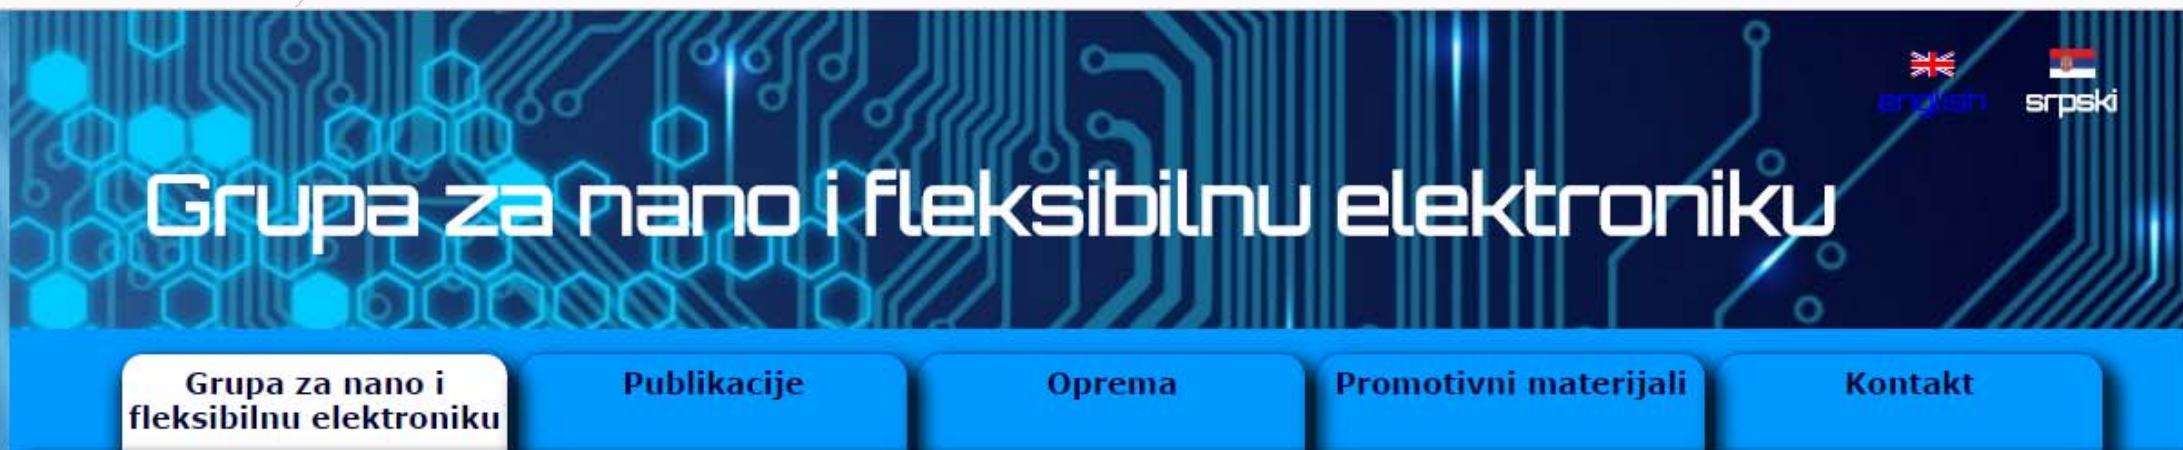 english srpski
Grupa za nano i fleksibilnu elektroniku
Grupa za nano i
fleksibilnu elektroniku
Publikacije
Oprema
Promotivni materijali
Kontakt